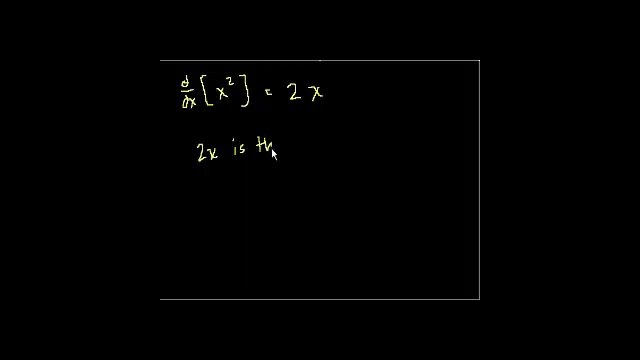 d/dx [x²] = 2x
2x is th